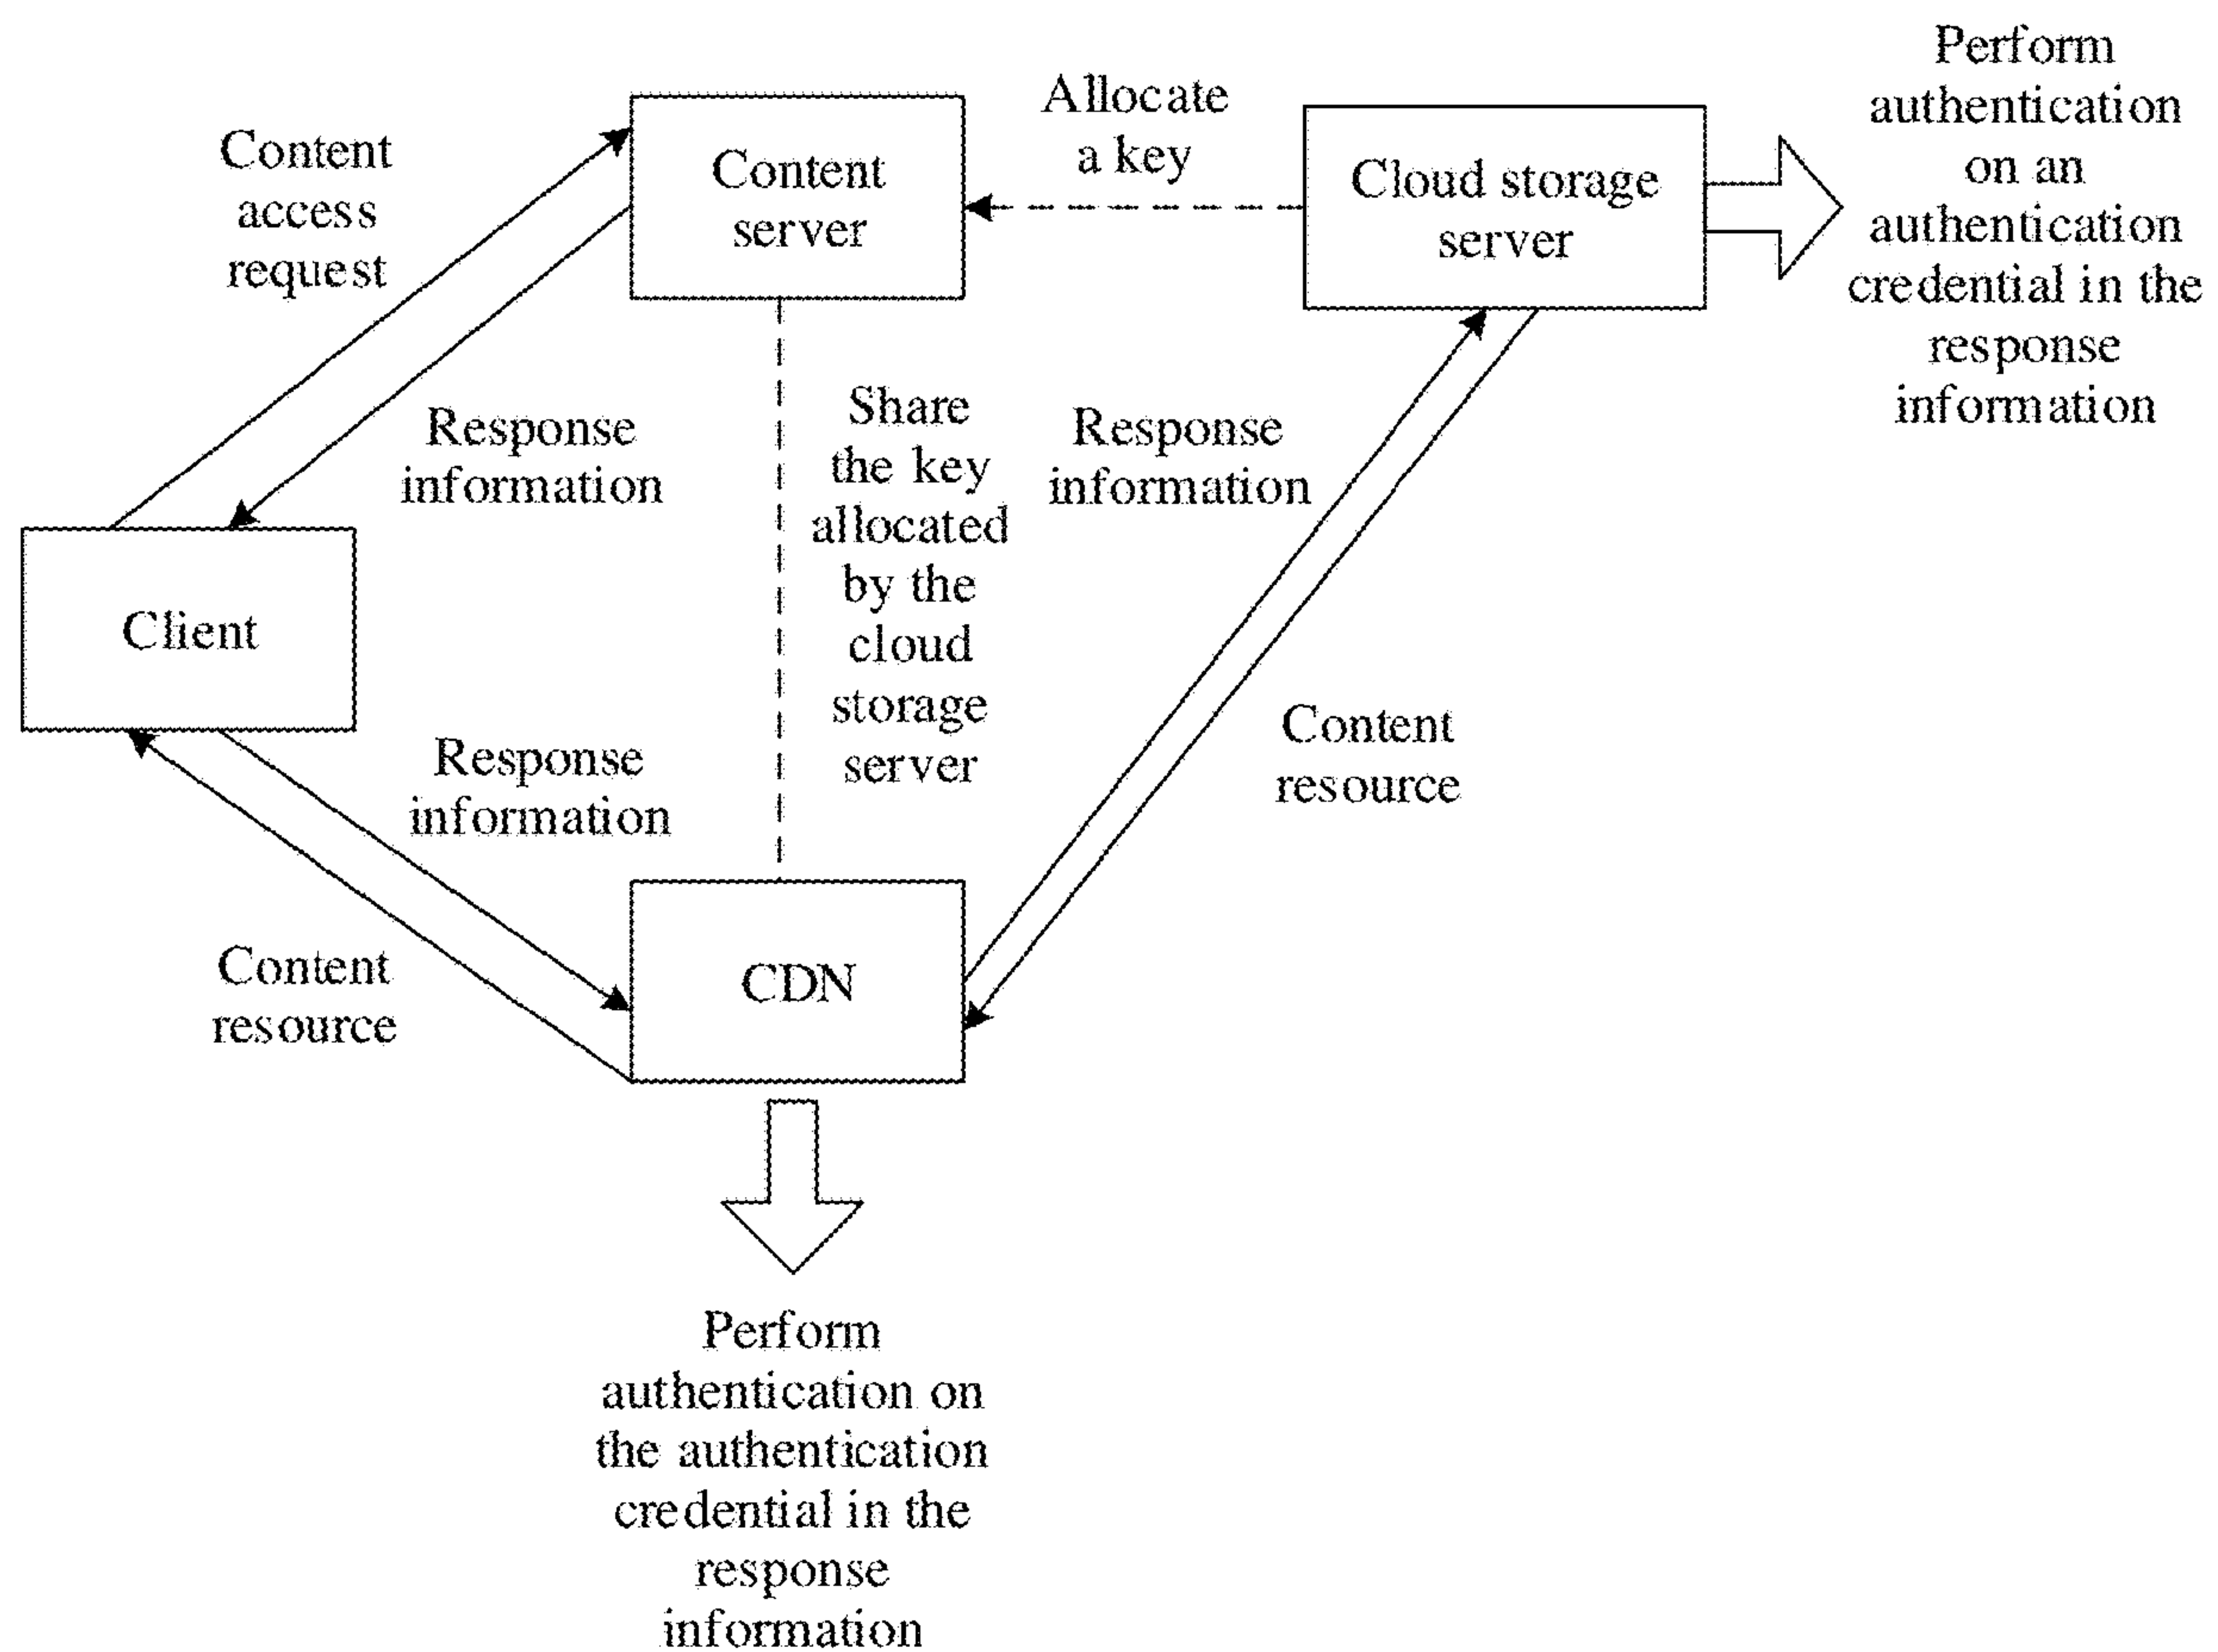 Content
access
request
Content
server
Allocate
a key
Cloud storage
server
Perform
authentication
on an
authentication
credential in the
response
information
Response
information
Share
the key
allocated
by the
cloud
storage
server
Response
information
Client
Response
information
Content
resource
Content
resource
CDN
Perform
authentication on
the authentication
credential in the
response
information